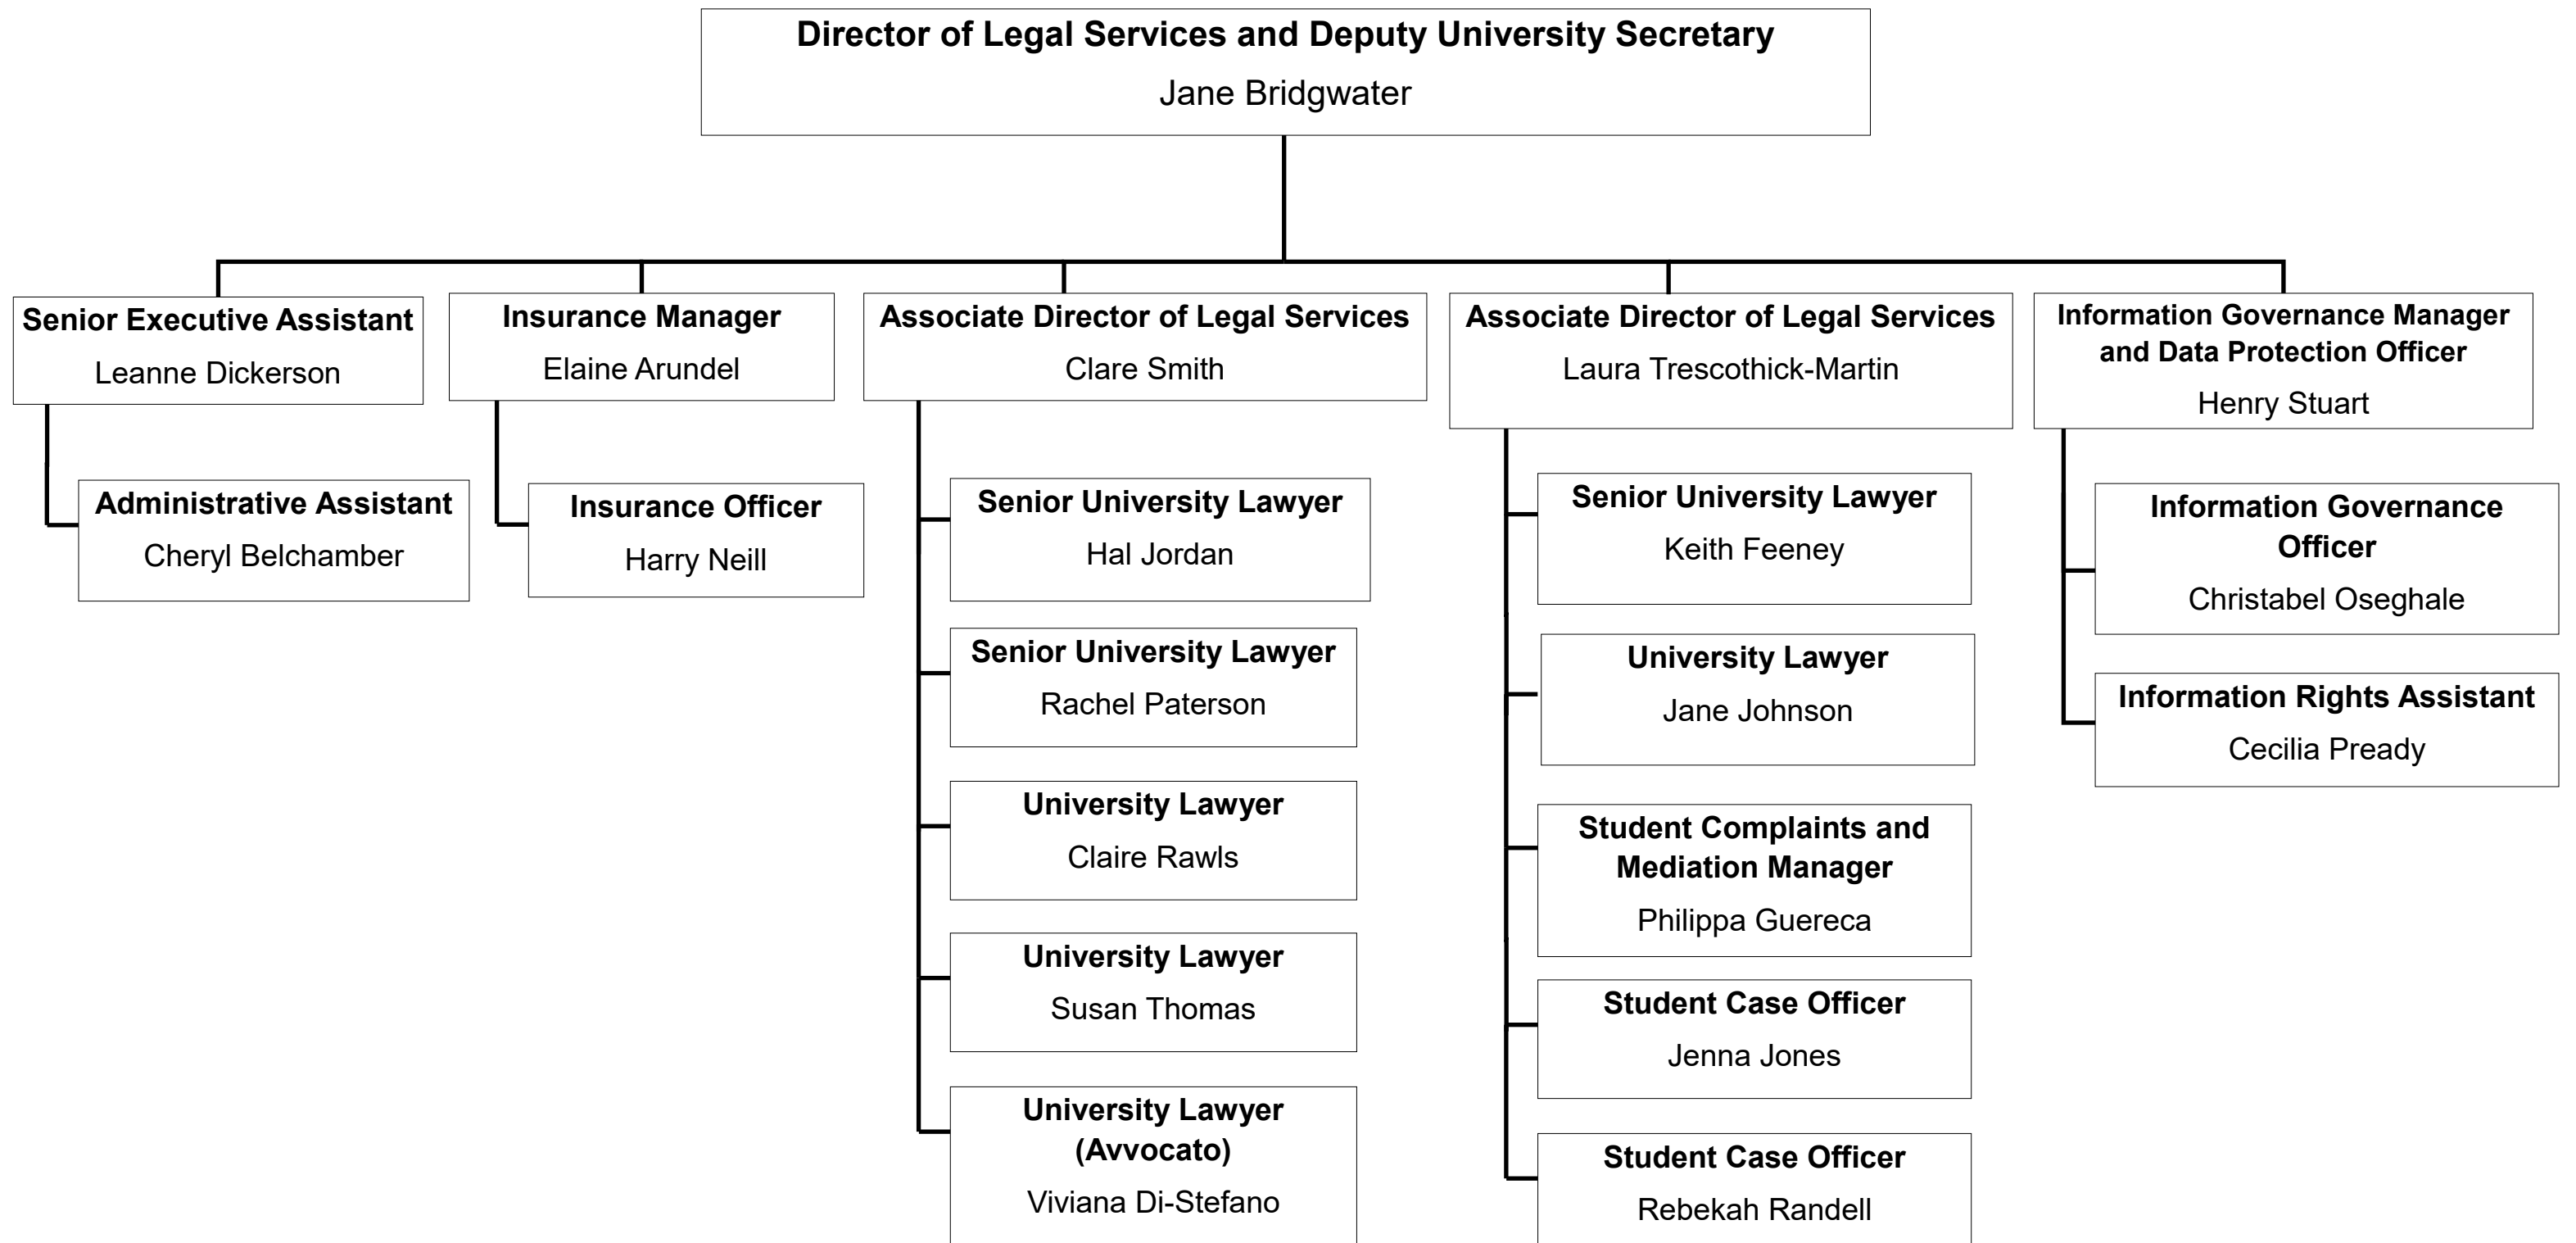 Director of Legal Services and Deputy University Secretary
Jane Bridgwater
Senior Executive Assistant
Leanne Dickerson
Administrative Assistant
Cheryl Belchamber
Insurance Manager
Elaine Arundel
Insurance Officer
Harry Neill
Associate Director of Legal Services
Clare Smith
Senior University Lawyer
Hal Jordan
Senior University Lawyer
Rachel Paterson
University Lawyer
Claire Rawls
University Lawyer
Susan Thomas
University Lawyer
(Avvocato)
Viviana Di-Stefano
Associate Director of Legal Services
Laura Trescothick-Martin
Senior University Lawyer
Keith Feeney
University Lawyer
Jane Johnson
Student Complaints and
Mediation Manager
Philippa Guereca
Student Case Officer
Jenna Jones
Student Case Officer
Rebekah Randell
Information Governance Manager
and Data Protection Officer
Henry Stuart
Information Governance
Officer
Christabel Oseghale
Information Rights Assistant
Cecilia Pready